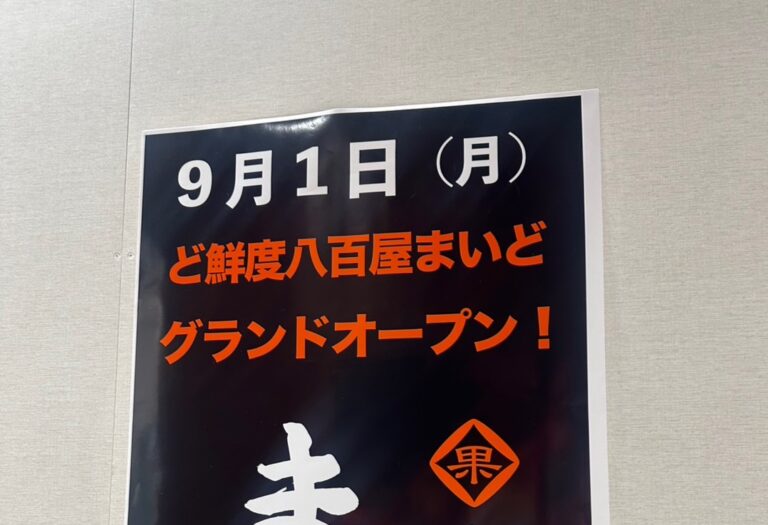 9月1日（月）
ど鮮度八百屋まいど
グランドオープン！
ま
果